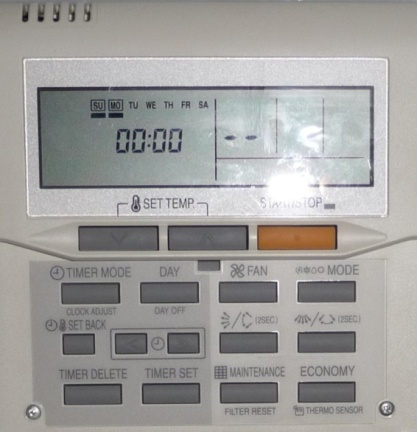 SU MO TU WE TH FR SA
00:00 --
SET TEMP. START/STOP
TIMER MODE DAY FAN MODE
CLOCK ADJUST DAY OFF
SET BACK / (2SEC.) / (2SEC.)
TIMER DELETE TIMER SET MAINTENANCE ECONOMY
FILTER RESET THERMO SENSOR